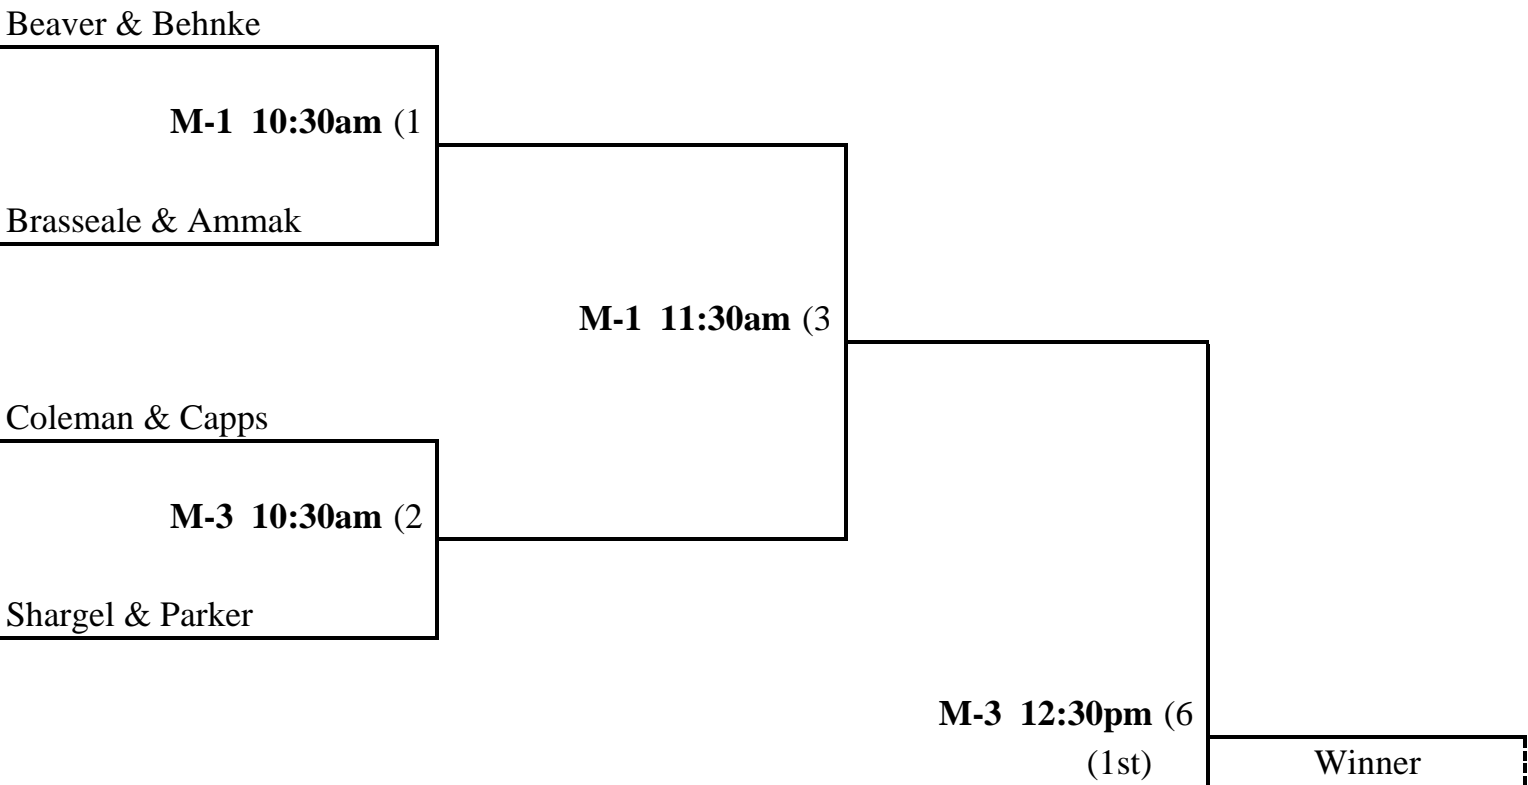 Beaver & Behnke
M-1 10:30am (1
Brasseale & Ammak
M-1 11:30am (3
Coleman & Capps
M-3 10:30am (2
Shargel & Parker
M-3 12:30pm (6
(1st)
Winner